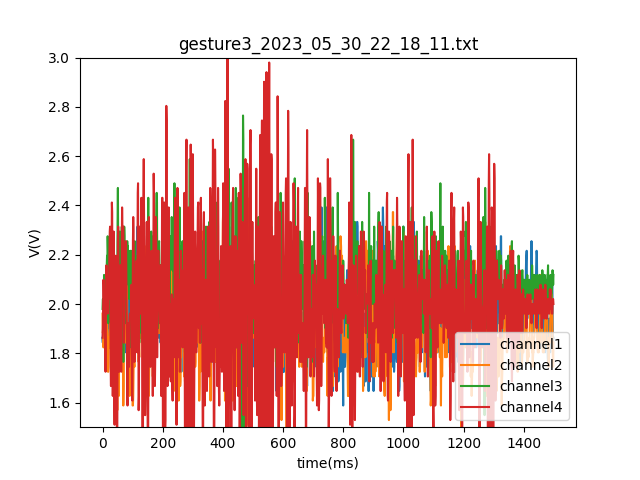 gesture3_2023_05_30_22_18_11.txt
V(V)
3.0
2.8
2.6
2.4
2.2
2.0
1.8
1.6
channel1
channel2
channel3
channel4
0 200 400 600 800 1000 1200 1400
time(ms)